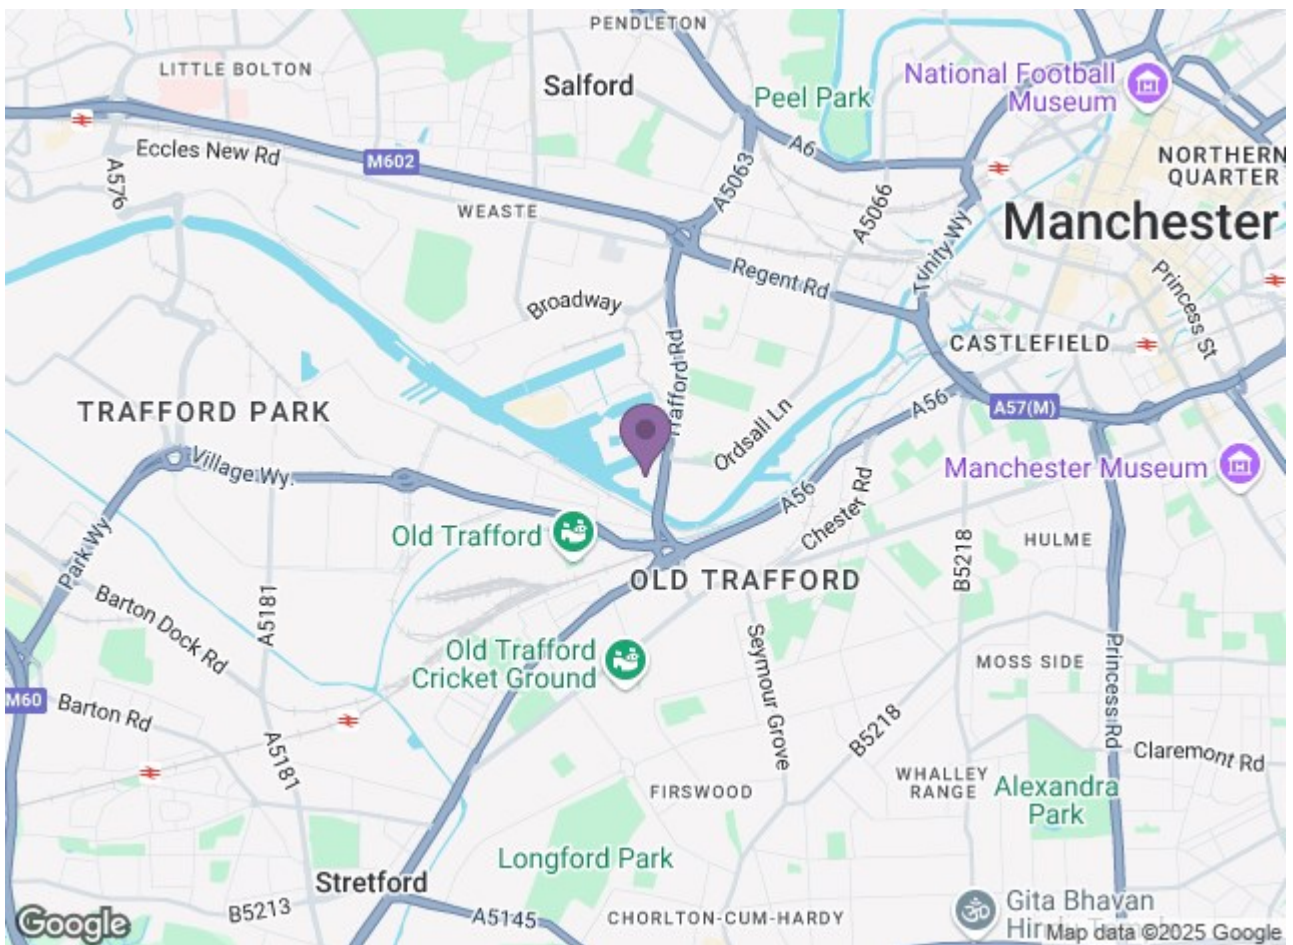 PENDLETON
LITTLE BOLTON
Salford
Peel Park
National Football
Museum
Eccles New Rd
M602
A6
A576
A5063
A5066
NORTHERN
QUARTER
WEASTE
Manchester
Trinity Wy
Regent Rd
Princess St
Broadway
Trafford Rd
CASTLEFIELD
TRAFFORD PARK
A56
A57(M)
Ordsall Ln
Village Wy.
Manchester Museum
A56
Chester Rd
Park Wy
Old Trafford
HULME
B5218
OLD TRAFFORD
A5181
Barton Dock Rd
Old Trafford
Cricket Ground
Seymour Grove
MOSS SIDE
Princess Rd
M60
Barton Rd
B5218
A5181
Claremont Rd
WHALLEY
RANGE
Alexandra
Park
FIRSWOOD
Longford Park
Stretford
B5213
A5145
CHORLTON-CUM-HARDY
Gita Bhavan
Google
Map data ©2025 Google